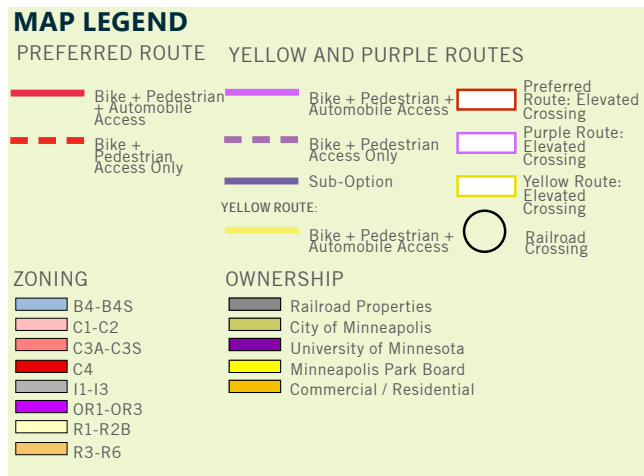 MAP LEGEND
PREFERRED ROUTE
Bike + Pedestrian
+ Automobile
Access
Bike +
Pedestrian
Access Only
YELLOW AND PURPLE ROUTES
Bike + Pedestrian +
Automobile Access
Bike + Pedestrian
Access Only
Sub-Option
YELLOW ROUTE:
Bike + Pedestrian +
Automobile Access
Preferred
Route: Elevated
Crossing
Purple Route:
Elevated
Crossing
Yellow Route:
Elevated
Crossing
Railroad
Crossing
ZONING
B4-B4S
C1-C2
C3A-C3S
C4
I1-I3
OR1-OR3
R1-R2B
R3-R6
OWNERSHIP
Railroad Properties
City of Minneapolis
University of Minnesota
Minneapolis Park Board
Commercial / Residential